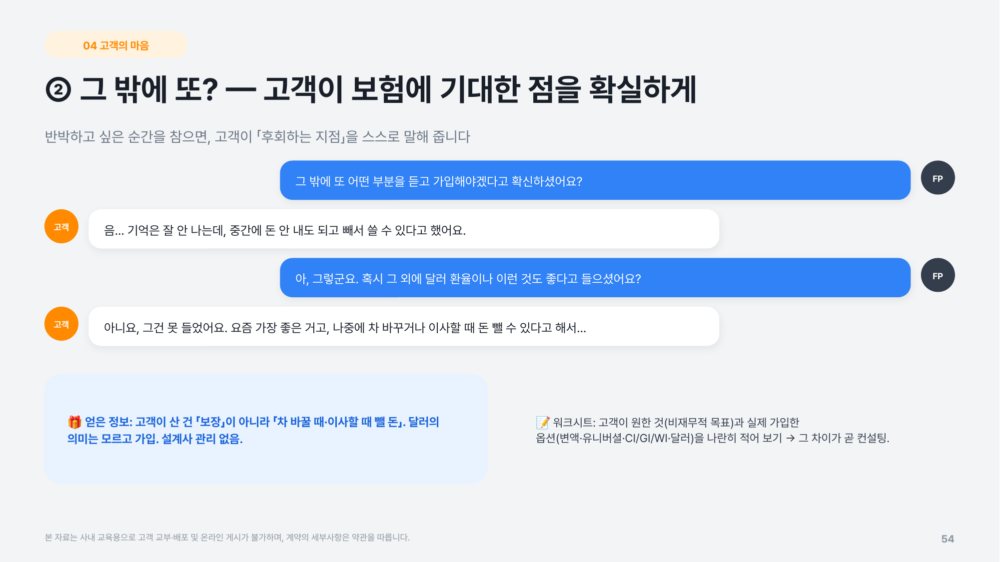 04 고객의 마음
② 그 밖에 또? — 고객이 보험에 기대한 점을 확실하게
반박하고 싶은 순간을 참으면, 고객이 「후회하는 지점」을 스스로 말해 줍니다
그 밖에 또 어떤 부분을 듣고 가입해야겠다고 확신하셨어요?
FP
고객
음... 기억은 잘 안 나는데, 중간에 돈 안 내도 되고 빼서 쓸 수 있다고 했어요.
아, 그렇군요. 혹시 그 외에 달러 환율이나 이런 것도 좋다고 들으셨어요?
FP
고객
아니요, 그건 못 들었어요. 요즘 가장 좋은 거고, 나중에 차 바꾸거나 이사할 때 돈 뺄 수 있다고 해서...
🎁 얻은 정보: 고객이 산 건 「보장」이 아니라 「차 바꿀 때·이사할 때 뺄 돈」. 달러의
의미는 모르고 가입. 설계사 관리 없음.
📝 워크시트: 고객이 원한 것(비재무적 목표)과 실제 가입한
옵션(변액·유니버셜·CI/GI/WI·달러)을 나란히 적어 보기 → 그 차이가 곧 컨설팅.
본 자료는 사내 교육용으로 고객 교부·배포 및 온라인 게시가 불가하며, 계약의 세부사항은 약관을 따릅니다.
54